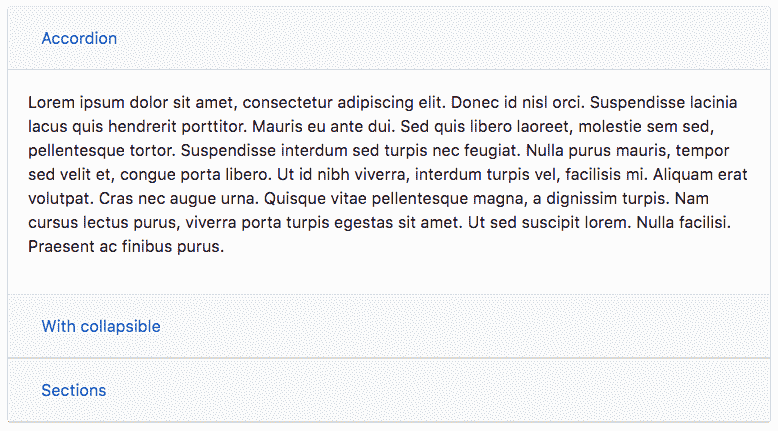 Accordion
Lorem ipsum dolor sit amet, consectetur adipiscing elit. Donec id nisl orci. Suspendisse lacinia
lacus quis hendrerit porttitor. Mauris eu ante dui. Sed quis libero laoreet, molestie sem sed,
pellentesque tortor. Suspendisse interdum sed turpis nec feugiat. Nulla purus mauris, tempor
sed velit et, congue porta libero. Ut id nibh viverra, interdum turpis vel, facilisis mi. Aliquam erat
volutpat. Cras nec augue urna. Quisque vitae pellentesque magna, a dignissim turpis. Nam
cursus lectus purus, viverra porta turpis egestas sit amet. Ut sed suscipit lorem. Nulla facilisi.
Praesent ac finibus purus.
With collapsible
Sections